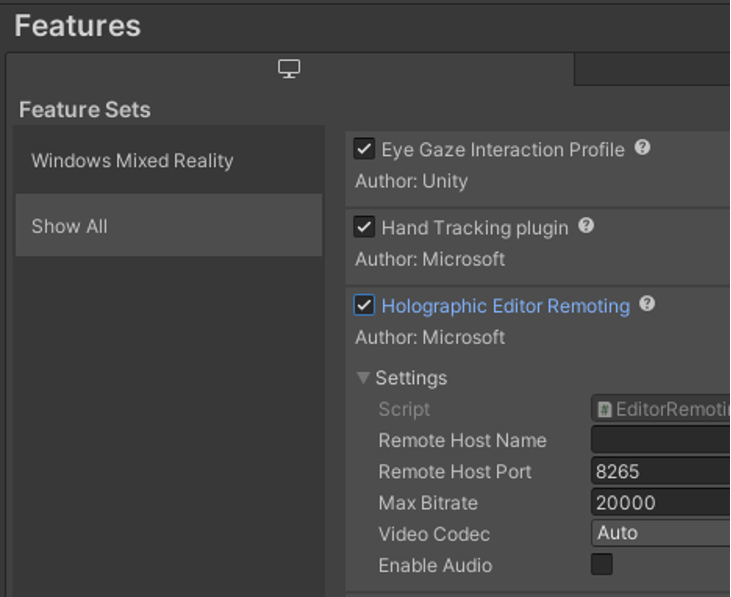 Features
Feature Sets
Windows Mixed Reality
Show All
Eye Gaze Interaction Profile
Author: Unity
Hand Tracking plugin
Author: Microsoft
Holographic Editor Remoting
Author: Microsoft
Settings
Script
Remote Host Name
Remote Host Port 8265
Max Bitrate 20000
Video Codec Auto
Enable Audio